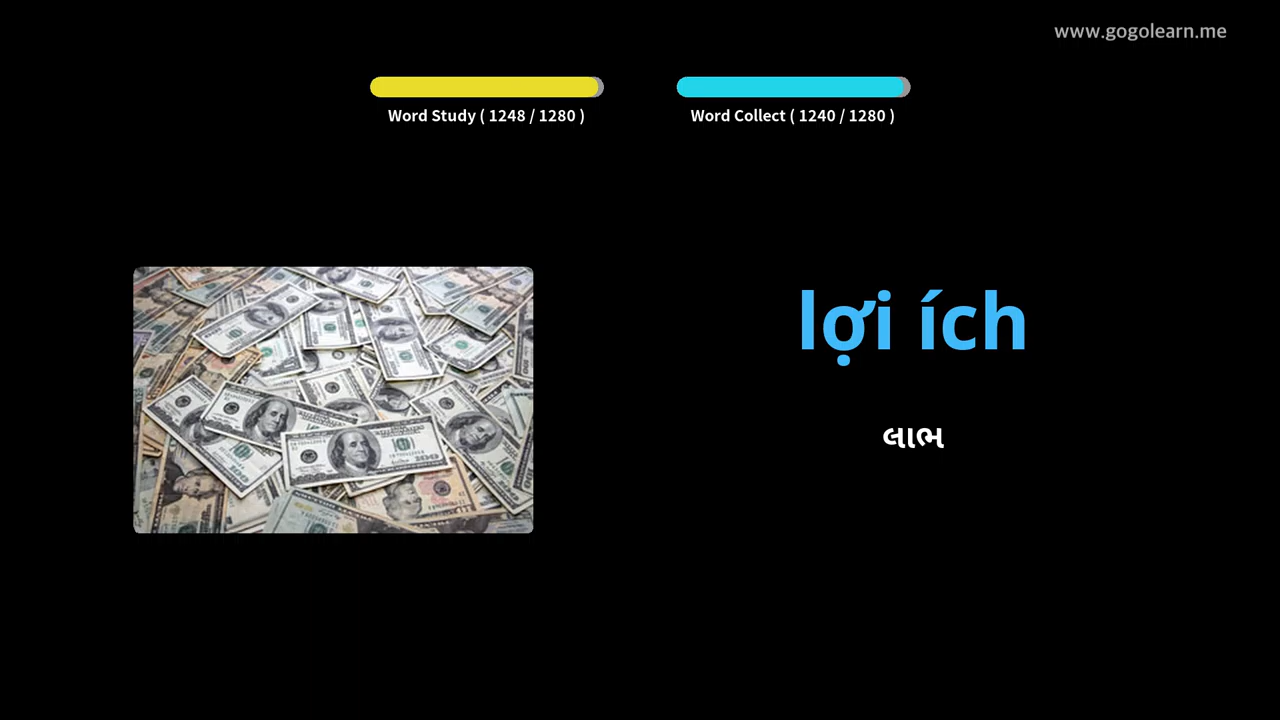 www.gogolearn.me
Word Study ( 1248 / 1280 )
Word Collect ( 1240 / 1280 )
lợi ích
લાભ